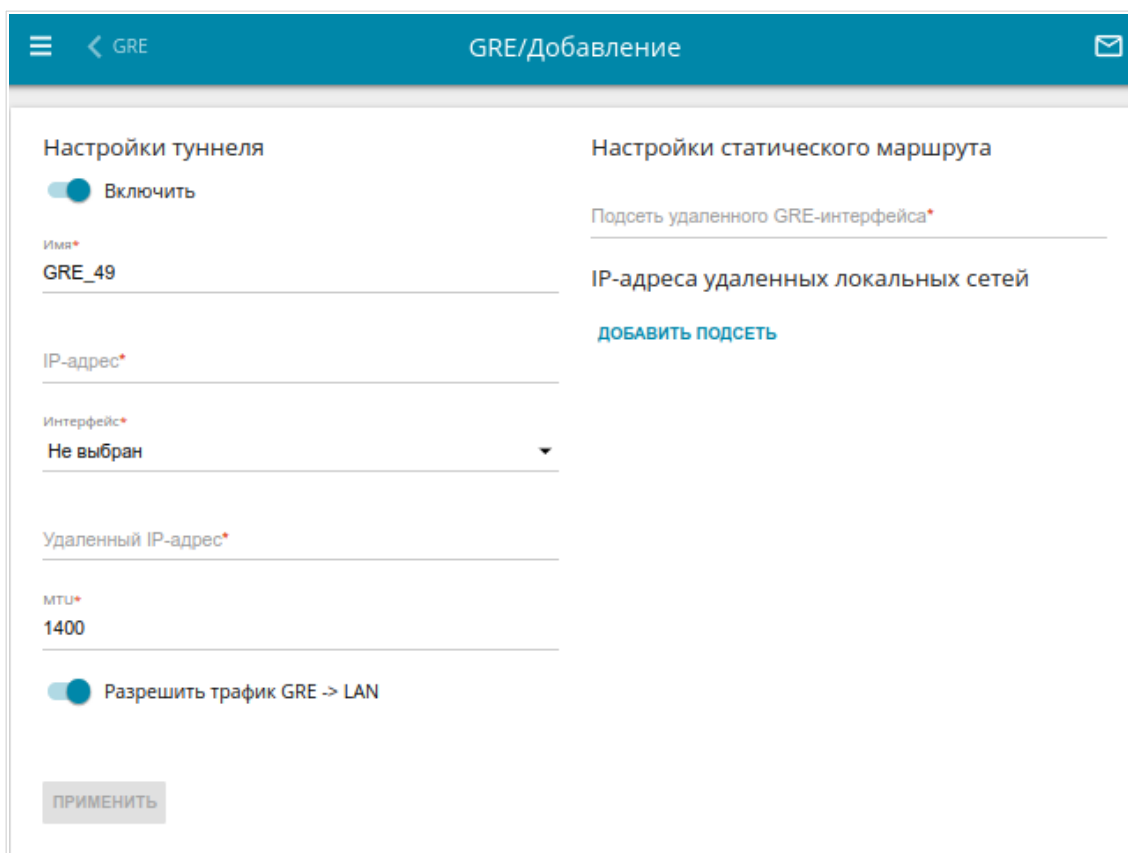 GRE
GRE/Добавление
Настройки туннеля
Включить
Имя*
GRE_49
IP-адрес*
Интерфейс*
Не выбран
Удаленный IP-адрес*
MTU*
1400
Разрешить трафик GRE -> LAN
ПРИМЕНИТЬ
Настройки статического маршрута
Подсеть удаленного GRE-интерфейса*
IP-адреса удаленных локальных сетей
ДОБАВИТЬ ПОДСЕТЬ